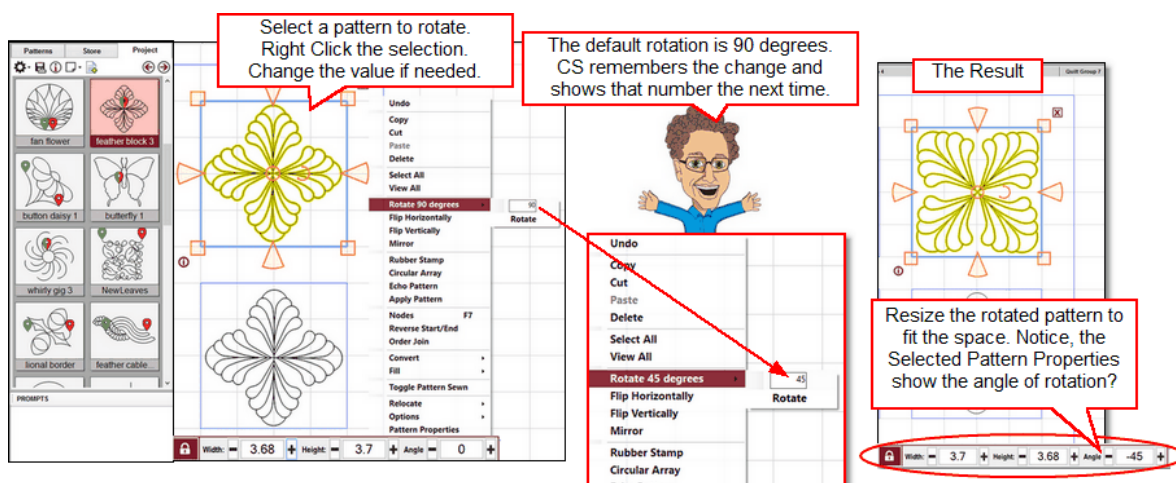 Select a pattern to rotate.
Right Click the selection.
Change the value if needed.
The default rotation is 90 degrees.
CS remembers the change and
shows that number the next time.
The Result
Quilt Group 7
Patterns Store Project
fan flower feather block 3
button daisy 1 butterfly 1
whirly gig 3 NewLeaves
tional border feather cable...
PROMPTS
Undo
Copy
Cut
Paste
Delete
Select All
View All
Rotate 90 degrees 90
Flip Horizontally Rotate
Flip Vertically
Mirror
Rubber Stamp
Circular Array
Echo Pattern
Apply Pattern
Nodes F7
Reverse Start/End
Order Join
Convert
Fill
Toggle Pattern Sewn
Relocate
Options
Pattern Properties
Width: - 3.68 + Height: - 3.7 + Angle - 0 +
Undo
Copy
Cut
Paste
Delete
Select All
View All
Rotate 45 degrees 45
Flip Horizontally Rotate
Flip Vertically
Mirror
Rubber Stamp
Circular Array
Resize the rotated pattern to
fit the space. Notice, the
Selected Pattern Properties
show the angle of rotation?
Width: - 3.7 + Height: - 3.68 + Angle - -45 +